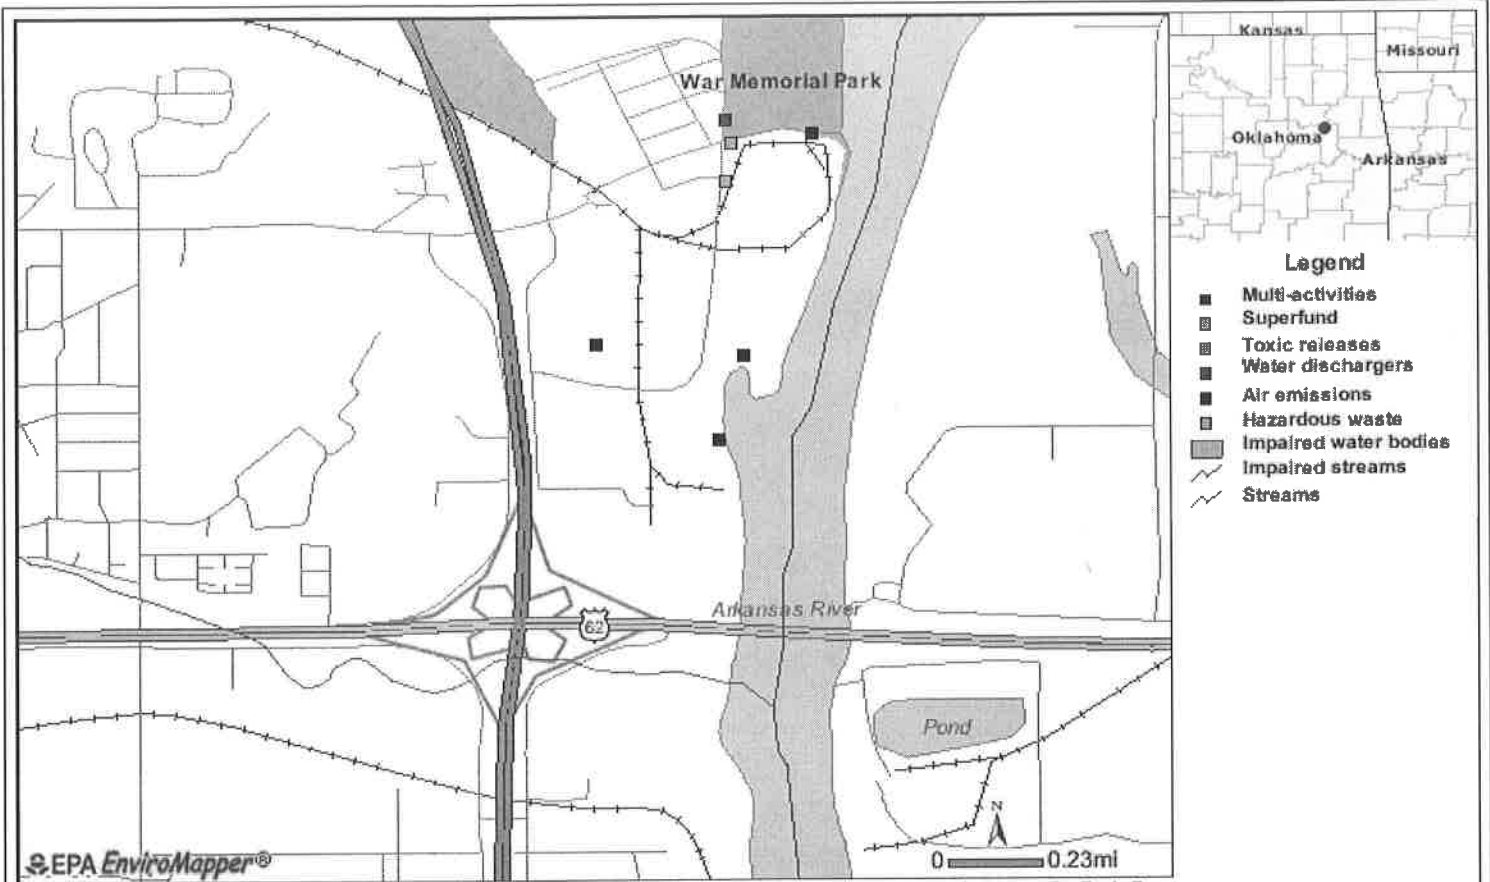 War Memorial Park
62
Arkansas River
Pond
N
0 0.23mi
EPA EnviroMapper®
Kansas
Missouri
Oklahoma
Arkansas
Legend
Multi-activities
Superfund
Toxic releases
Water dischargers
Air emissions
Hazardous waste
Impaired water bodies
Impaired streams
Streams